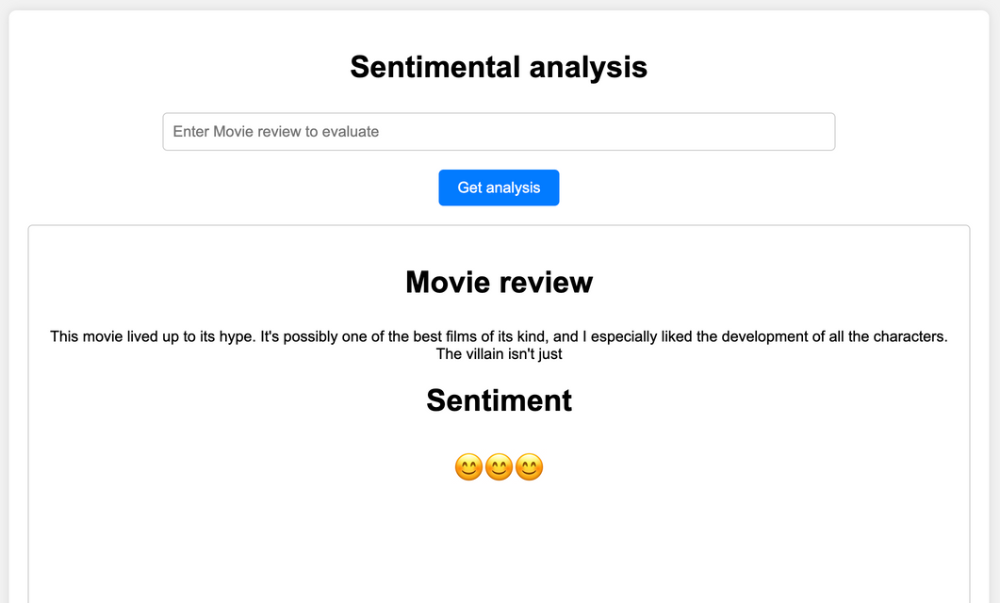 Sentimental analysis
Enter Movie review to evaluate
Get analysis
Movie review
This movie lived up to its hype. It's possibly one of the best films of its kind, and I especially liked the development of all the characters.
The villain isn't just
Sentiment
😊😊😊